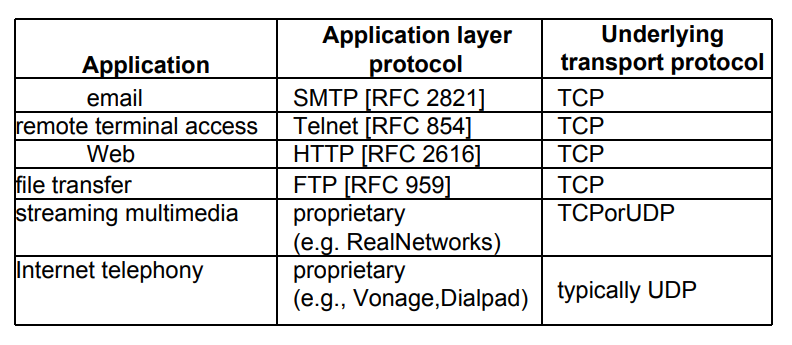 Application
Application layer
protocol
Underlying
transport protocol
email
SMTP [RFC 2821]
TCP
remote terminal access
Telnet [RFC 854]
TCP
Web
HTTP [RFC 2616]
TCP
file transfer
FTP [RFC 959]
TCP
streaming multimedia
proprietary
(e.g. RealNetworks)
TCPorUDP
Internet telephony
proprietary
(e.g., Vonage,Dialpad)
typically UDP